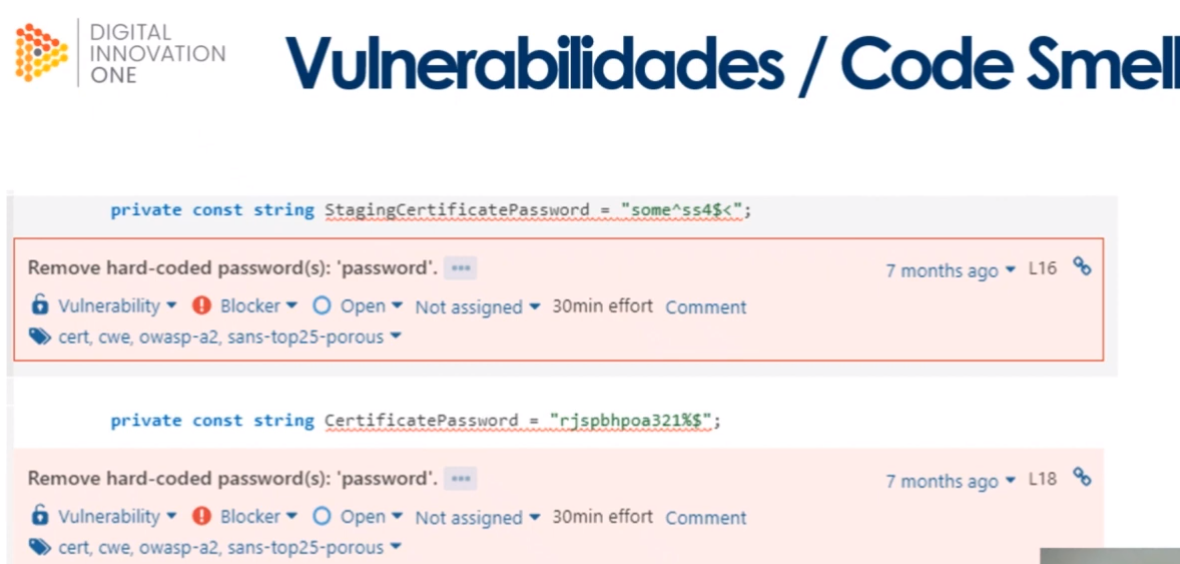 DIGITAL
INNOVATION
ONE
Vulnerabilidades / Code Smell
private const string StagingCertificatePassword = "some^ss4$<";
Remove hard-coded password(s): 'password'. ••• 7 months ago L16
Vulnerability Blocker Open Not assigned 30min effort Comment
cert, cwe, owasp-a2, sans-top25-porous
private const string CertificatePassword = "rjspbhpoa321%$";
Remove hard-coded password(s): 'password'. ••• 7 months ago L18
Vulnerability Blocker Open Not assigned 30min effort Comment
cert, cwe, owasp-a2, sans-top25-porous